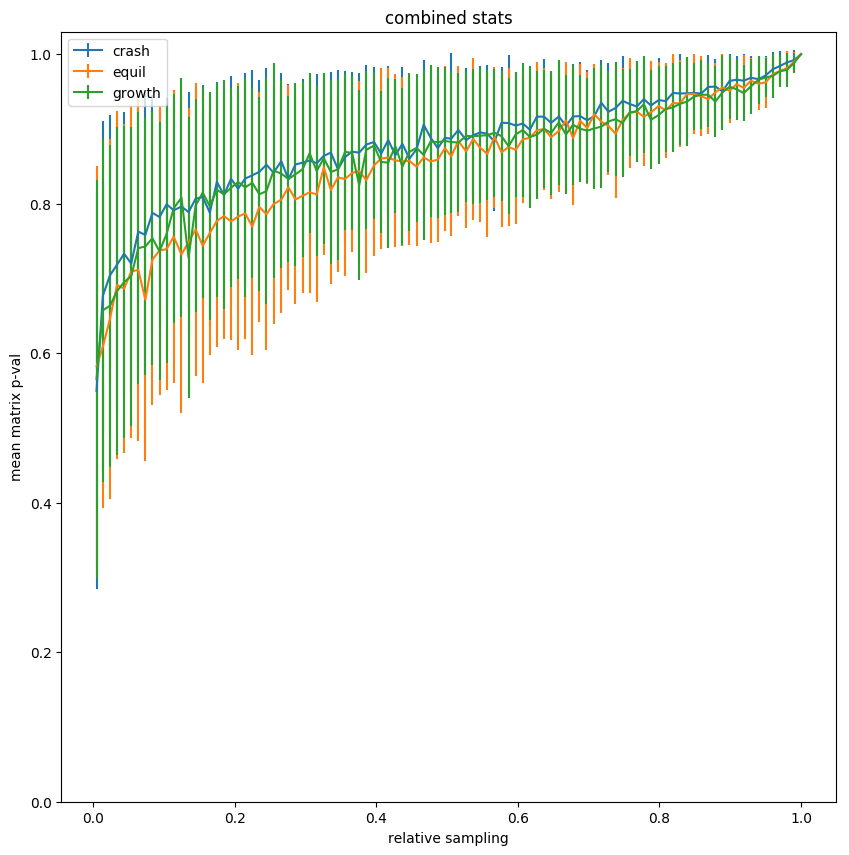 combined stats
crash
equil
growth
mean matrix p-val
1.0
0.8
0.6
0.4
0.2
0.0
0.0 0.2 0.4 0.6 0.8 1.0
relative sampling